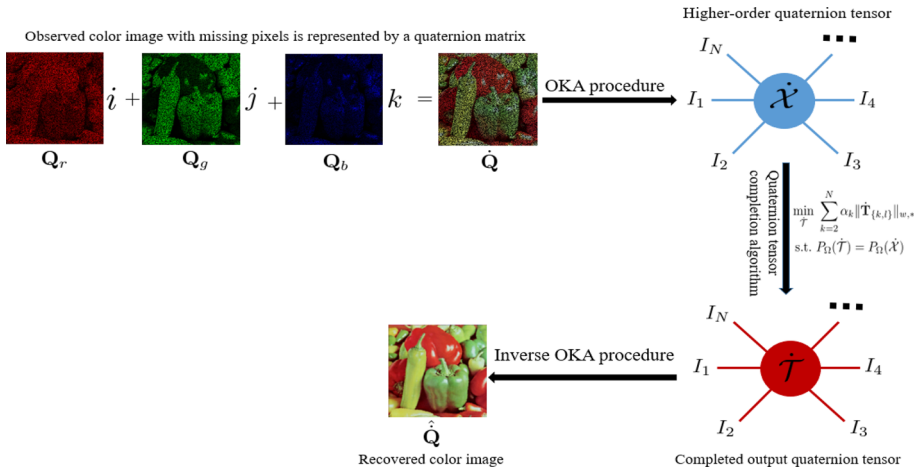 Observed color image with missing pixels is represented by a quaternion matrix
i + j + k =
Q_r Q_g Q_b Q̇
OKA procedure
Higher-order quaternion tensor
I_N
I_1 Ẋ I_4
I_2 I_3
Quaternion tensor
completion algorithm
min_Ṫ ∑_{k=2}^{N} α_k‖Ṫ_{k,l}‖_{w,*}
s.t. P_Ω(Ṫ) = P_Ω(Ẋ)
I_N
I_1 Ṫ I_4
I_2 I_3
Completed output quaternion tensor
Inverse OKA procedure
Q̇̂
Recovered color image